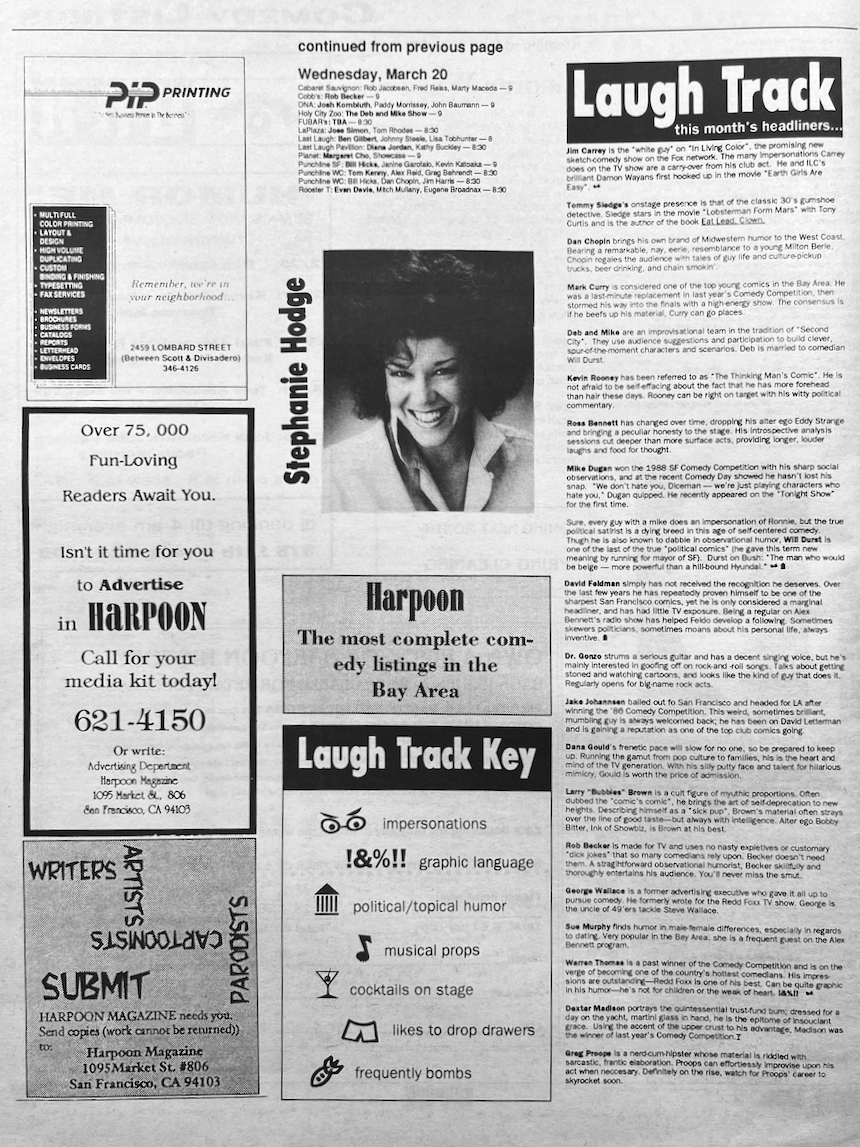 continued from previous page
Wednesday, March 20
Cabaret Sauvignon: Rob Jacobsen, Fred Reiss, Marty Maceda — 9
Cobb's: Rob Becker — 9
DNA: Josh Kornbluth, Paddy Morrissey, John Baumann — 9
Holy City Zoo: The Deb and Mike Show — 9
FUBAR's: TBA — 8:30
LaPlaza: Jose Simon, Tom Rhodes — 8:30
Last Laugh: Ben Gilbert, Johnny Steele, Lisa Tobhunter — 8
Last Laugh Pavilion: Diana Jordan, Kathy Buckley — 8:30
Planet: Margaret Cho, Showcase — 9
Punchline SF: Bill Hicks, Janine Garofalo, Kevin Kataoka — 9
Punchline WC: Tom Kenny, Alex Reid, Greg Behrendt — 8:30
Punchline WC: Bill Hicks, Dan Chopin, Jim Harris — 8:30
Rooster T: Evan Davie, Mitch Mullany, Eugene Broadnax — 8:30
PIP PRINTING
• MULTI/FULL
COLOR PRINTING
• LAYOUT &
DESIGN
• HIGH VOLUME
DUPLICATING
• CUSTOM
BINDING & FINISHING
• TYPESETTING
• FAX SERVICES
• NEWSLETTERS
• BROCHURES
• BUSINESS FORMS
• CATALOGS
• REPORTS
• LETTERHEAD
• ENVELOPES
• BUSINESS CARDS
Remember, we're in
your neighborhood...
2459 LOMBARD STREET
(Between Scott & Divisadero)
346-4126
Over 75, 000
Fun-Loving
Readers Await You.
Isn't it time for you
to Advertise
in HARPOON
Call for your
media kit today!
621-4150
Or write:
Advertising Department
Harpoon Magazine
1095 Market St., 806
San Francisco, CA 94103
WRITERS
ARTISTS
CARTOONISTS
PARODISTS
SUBMIT
HARPOON MAGAZINE needs you.
Send copies (work cannot be returned))
to:
Harpoon Magazine
1095Market St. #806
San Francisco, CA 94103
Stephanie Hodge
Harpoon
The most complete com-
edy listings in the
Bay Area
Laugh Track Key
impersonations
!&%!! graphic language
political/topical humor
musical props
cocktails on stage
likes to drop drawers
frequently bombs
Laugh Track
this month's headliners...
Jim Carrey is the "white guy" on "In Living Color", the promising new
sketch-comedy show on the Fox network. The many impersonations Carrey
does on the TV show are a carry-over from his club act. He and ILC's
brilliant Damon Wayans first hooked up in the movie "Earth Girls Are
Easy".
Tommy Sledge's onstage presence is that of the classic 30's gumshoe
detective. Sledge stars in the movie "Lobsterman Form Mars" with Tony
Curtis and is the author of the book Eat Lead, Clown.
Dan Chopin brings his own brand of Midwestern humor to the West Coast.
Bearing a remarkable, nay, eerie, resemblance to a young Milton Berle,
Chopin regales the audience with tales of guy life and culture-pickup
trucks, beer drinking, and chain smokin'.
Mark Curry is considered one of the top young comics in the Bay Area. He
was a last-minute replacement in last year's Comedy Competition, then
stormed his way into the finals with a high-energy show. The consensus is
if he beefs up his material, Curry can go places.
Deb and Mike are an improvisational team in the tradition of "Second
City". They use audience suggestions and participation to build clever,
spur-of-the-moment characters and scenarios. Deb is married to comedian
Will Durst.
Kevin Rooney has been referred to as "The Thinking Man's Comic". He is
not afraid to be self-effacing about the fact that he has more forehead
than hair these days. Rooney can be right on target with his witty political
commentary.
Ross Bennett has changed over time, dropping his alter ego Eddy Strange
and bringing a peculiar honesty to the stage. His introspective analysis
sessions cut deeper than more surface acts, providing longer, louder
laughs and food for thought.
Mike Dugan won the 1988 SF Comedy Competition with his sharp social
observations, and at the recent Comedy Day showed he hasn't lost his
snap. "We don't hate you, Diceman — we're just playing characters who
hate you," Dugan quipped. He recently appeared on the "Tonight Show"
for the first time.
Sure, every guy with a mike does an impersonation of Ronnie, but the true
political satirist is a dying breed in this age of self-centered comedy.
Though he is also known to dabble in observational humor, Will Durst is
one of the last of the true "political comics" (he gave this term new
meaning by running for mayor of SF). Durst on Bush: "The man who would
be beige — more powerful than a hill-bound Hyundai."
David Feldman simply has not received the recognition he deserves. Over
the last few years he has repeatedly proven himself to be one of the
sharpest San Francisco comics, yet he is only considered a marginal
headliner, and has had little TV exposure. Being a regular on Alex
Bennett's radio show has helped Feldo develop a following. Sometimes
skewers politicians, sometimes moans about his personal life, always
inventive.
Dr. Gonzo strums a serious guitar and has a decent singing voice, but he's
mainly interested in goofing off on rock-and-roll songs. Talks about getting
stoned and watching cartoons, and looks like the kind of guy that does it.
Regularly opens for big-name rock acts.
Jake Johannsen bailed out fo San Francisco and headed for LA after
winning the '86 Comedy Competition. This weird, sometimes brilliant,
mumbling guy is always welcomed back; he has been on David Letterman
and is gaining a reputation as one of the top club comics going.
Dana Gould's frenetic pace will slow for no one, so be prepared to keep
up. Running the gamut from pop culture to families, his is the heart and
mind of the TV generation. With his silly putty face and talent for hilarious
mimicry, Gould is worth the price of admission.
Larry "Bubbles" Brown is a cult figure of mythic proportions. Often
dubbed the "comic's comic", he brings the art of self-deprecation to new
heights. Describing himself as a "sick pup", Brown's material often strays
over the line of good taste—but always with intelligence. Alter ego Bobby
Bitter, Ink of Showbiz, is Brown at his best.
Rob Becker is made for TV and uses no nasty expletives or customary
"dick jokes" that so many comedians rely upon. Becker doesn't need
them. A stragihtforward observational humorist, Becker skillfully and
thoroughly entertains his audience. You'll never miss the smut.
George Wallace is a former advertising executive who gave it all up to
pursue comedy. He formerly wrote for the Redd Foxx TV show. George is
the uncle of 49'ers tackle Steve Wallace.
Sue Murphy finds humor in male-female differences, especially in regards
to dating. Very popular in the Bay Area, she is a frequent guest on the Alex
Bennett program.
Warren Thomas is a past winner of the Comedy Competition and is on the
verge of becoming one of the country's hottest comedians. His impres-
sions are outstanding—Redd Foxx is one of his best. Can be quite graphic
in his humor—he's not for children or the weak of heart. !&%!!
Dexter Madison portrays the quintessential trust-fund bum; dressed for a
day on the yacht, martini glass in hand, he is the epitome of insouciant
grace. Using the accent of the upper crust to his advantage, Madison was
the winner of last year's Comedy Competition.
Greg Proops is a nerd-cum-hipster whose material is riddled with
sarcastic, frantic elaboration. Proops can effortlessly improvise upon his
act when neccesary. Definitely on the rise, watch for Proops' career to
skyrocket soon.